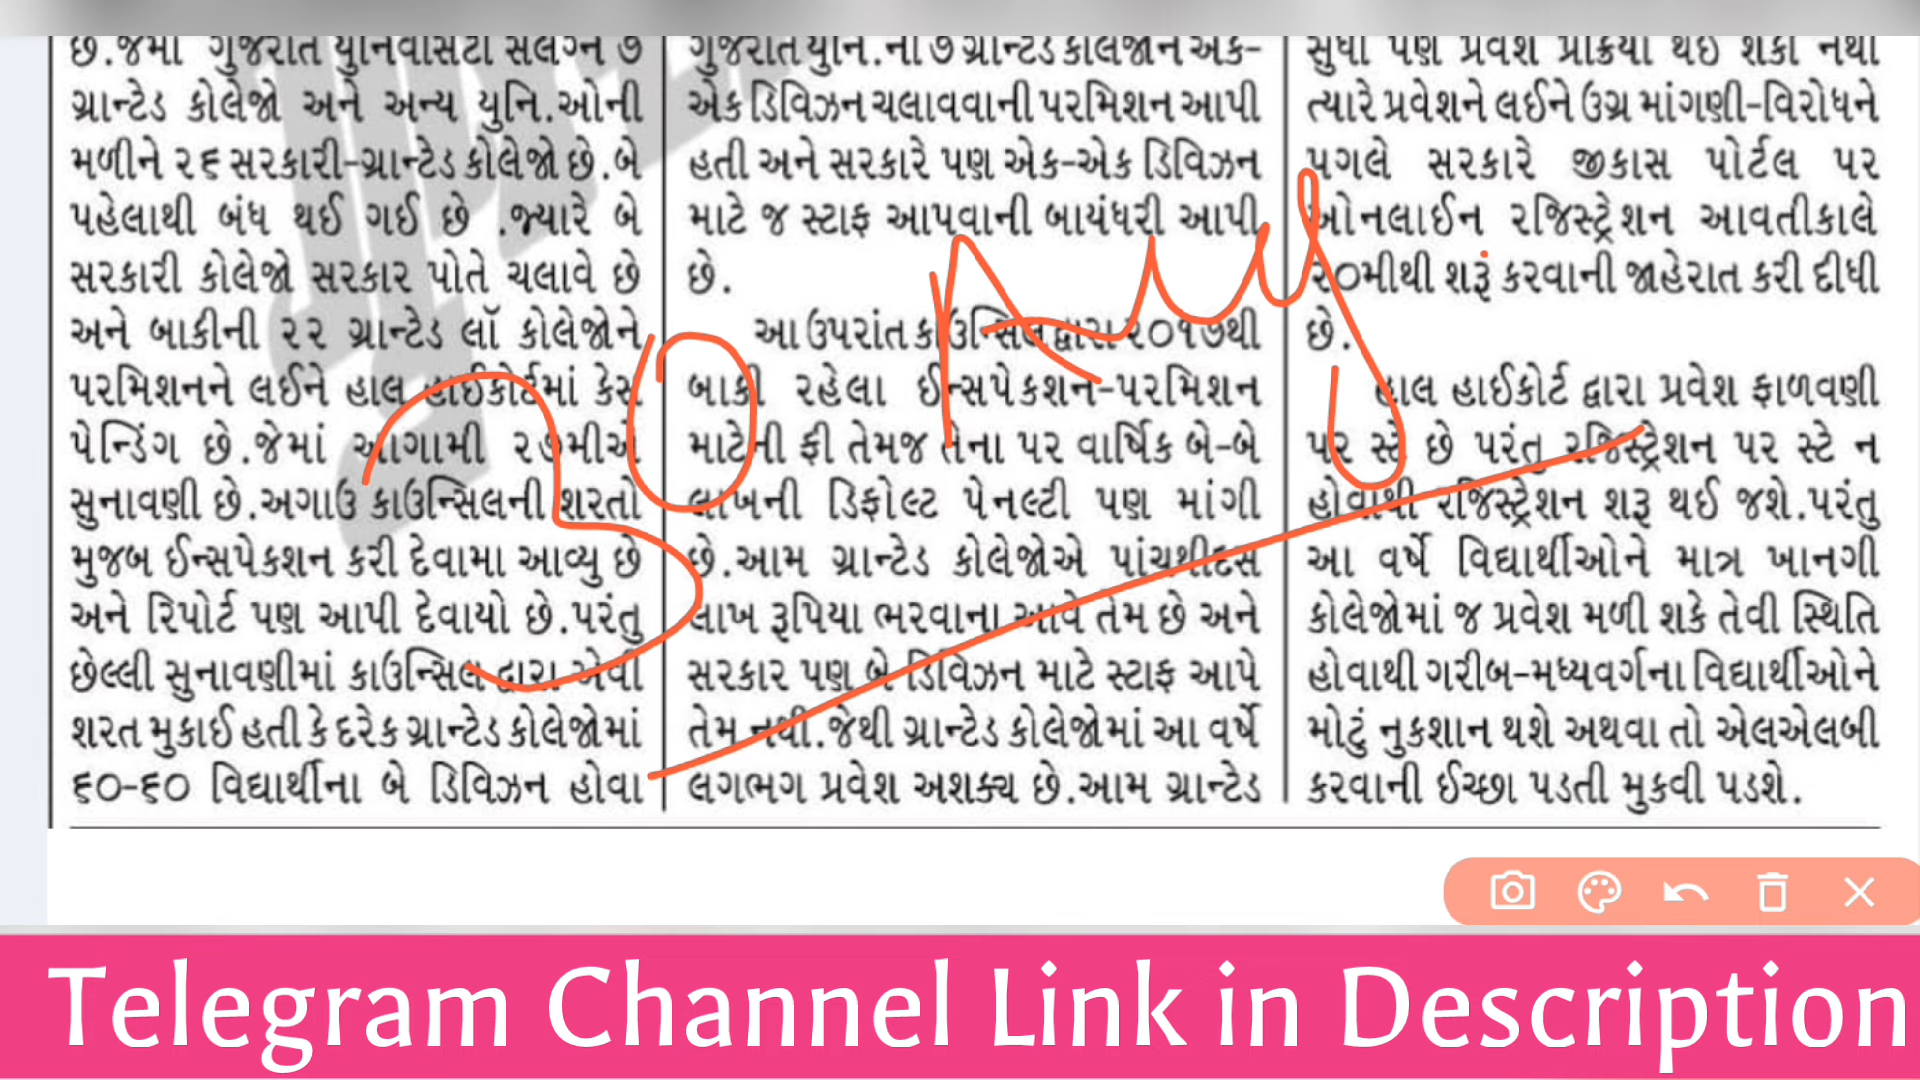 છે.જેમાં ગુજરાત યુનિવર્સિટી સંલગ્ન ૭
ગ્રાન્ટેડ કોલેજો અને અન્ય યુનિ.ઓની
મળીને ૨૬ સરકારી-ગ્રાન્ટેડ કોલેજો છે.બે
પહેલાથી બંધ થઈ ગઈ છે .જ્યારે બે
સરકારી કોલેજો સરકાર પોતે ચલાવે છે
અને બાકીની ૨૨ ગ્રાન્ટેડ લૉ કોલેજોને
પરમિશનને લઈને હાલ હાઈકોર્ટમાં કેસ
પેન્ડિંગ છે.જેમાં આગામી ૨૭મીએ
સુનાવણી છે.અગાઉ કાઉન્સિલની શરતો
મુજબ ઈન્સપેકશન કરી દેવામા આવ્યુ છે
અને રિપોર્ટ પણ આપી દેવાયો છે.પરંતુ
છેલ્લી સુનાવણીમાં કાઉન્સિલ દ્વારા એવી
શરત મુકાઈ હતી કે દરેક ગ્રાન્ટેડ કોલેજોમાં
૬૦-૬૦ વિદ્યાર્થીના બે ડિવિઝન હોવા
ગુજરાત યુનિ.ની ૭ ગ્રાન્ટેડ કોલેજોને એક-
એક ડિવિઝન ચલાવવાની પરમિશન આપી
હતી અને સરકારે પણ એક-એક ડિવિઝન
માટે જ સ્ટાફ આપવાની બાયંધરી આપી
છે.
આ ઉપરાંત કાઉન્સિલ દ્વારા ૨૦૧૭થી
બાકી રહેલા ઈન્સપેકશન-પરમિશન
માટેની ફી તેમજ તેના પર વાર્ષિક બે-બે
લાખની ડિફોલ્ટ પેનલ્ટી પણ માંગી
છે.આમ ગ્રાન્ટેડ કોલેજોએ પાંચથીદસ
લાખ રૂપિયા ભરવાના આવે તેમ છે અને
સરકાર પણ બે ડિવિઝન માટે સ્ટાફ આપે
તેમ નથી.જેથી ગ્રાન્ટેડ કોલેજોમાં આ વર્ષે
લગભગ પ્રવેશ અશક્ય છે.આમ ગ્રાન્ટેડ
સુધી પણ પ્રવેશ પ્રક્રિયા થઈ શકી નથી
ત્યારે પ્રવેશને લઈને ઉગ્ર માંગણી-વિરોધને
પગલે સરકારે જીકાસ પોર્ટલ પર
ઓનલાઈન રજિસ્ટ્રેશન આવતીકાલે
૨૦મીથી શરૂં કરવાની જાહેરાત કરી દીધી
છે.
હાલ હાઈકોર્ટ દ્વારા પ્રવેશ ફાળવણી
પર સ્ટે છે પરંતુ રજિસ્ટ્રેશન પર સ્ટે ન
હોવાથી રજિસ્ટ્રેશન શરૂ થઈ જશે.પરંતુ
આ વર્ષે વિદ્યાર્થીઓને માત્ર ખાનગી
કોલેજોમાં જ પ્રવેશ મળી શકે તેવી સ્થિતિ
હોવાથી ગરીબ-મધ્યવર્ગના વિદ્યાર્થીઓને
મોટું નુકશાન થશે અથવા તો એલએલબી
કરવાની ઈચ્છા પડતી મુકવી પડશે.
30 Aug
Telegram Channel Link in Description